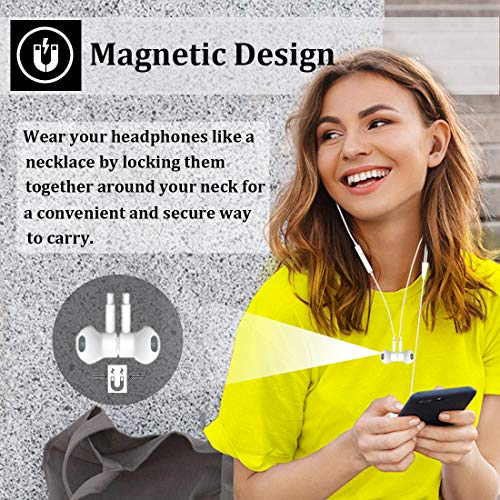 Magnetic Design
Wear your headphones like a
necklace by locking them
together around your neck for
a convenient and secure way
to carry.